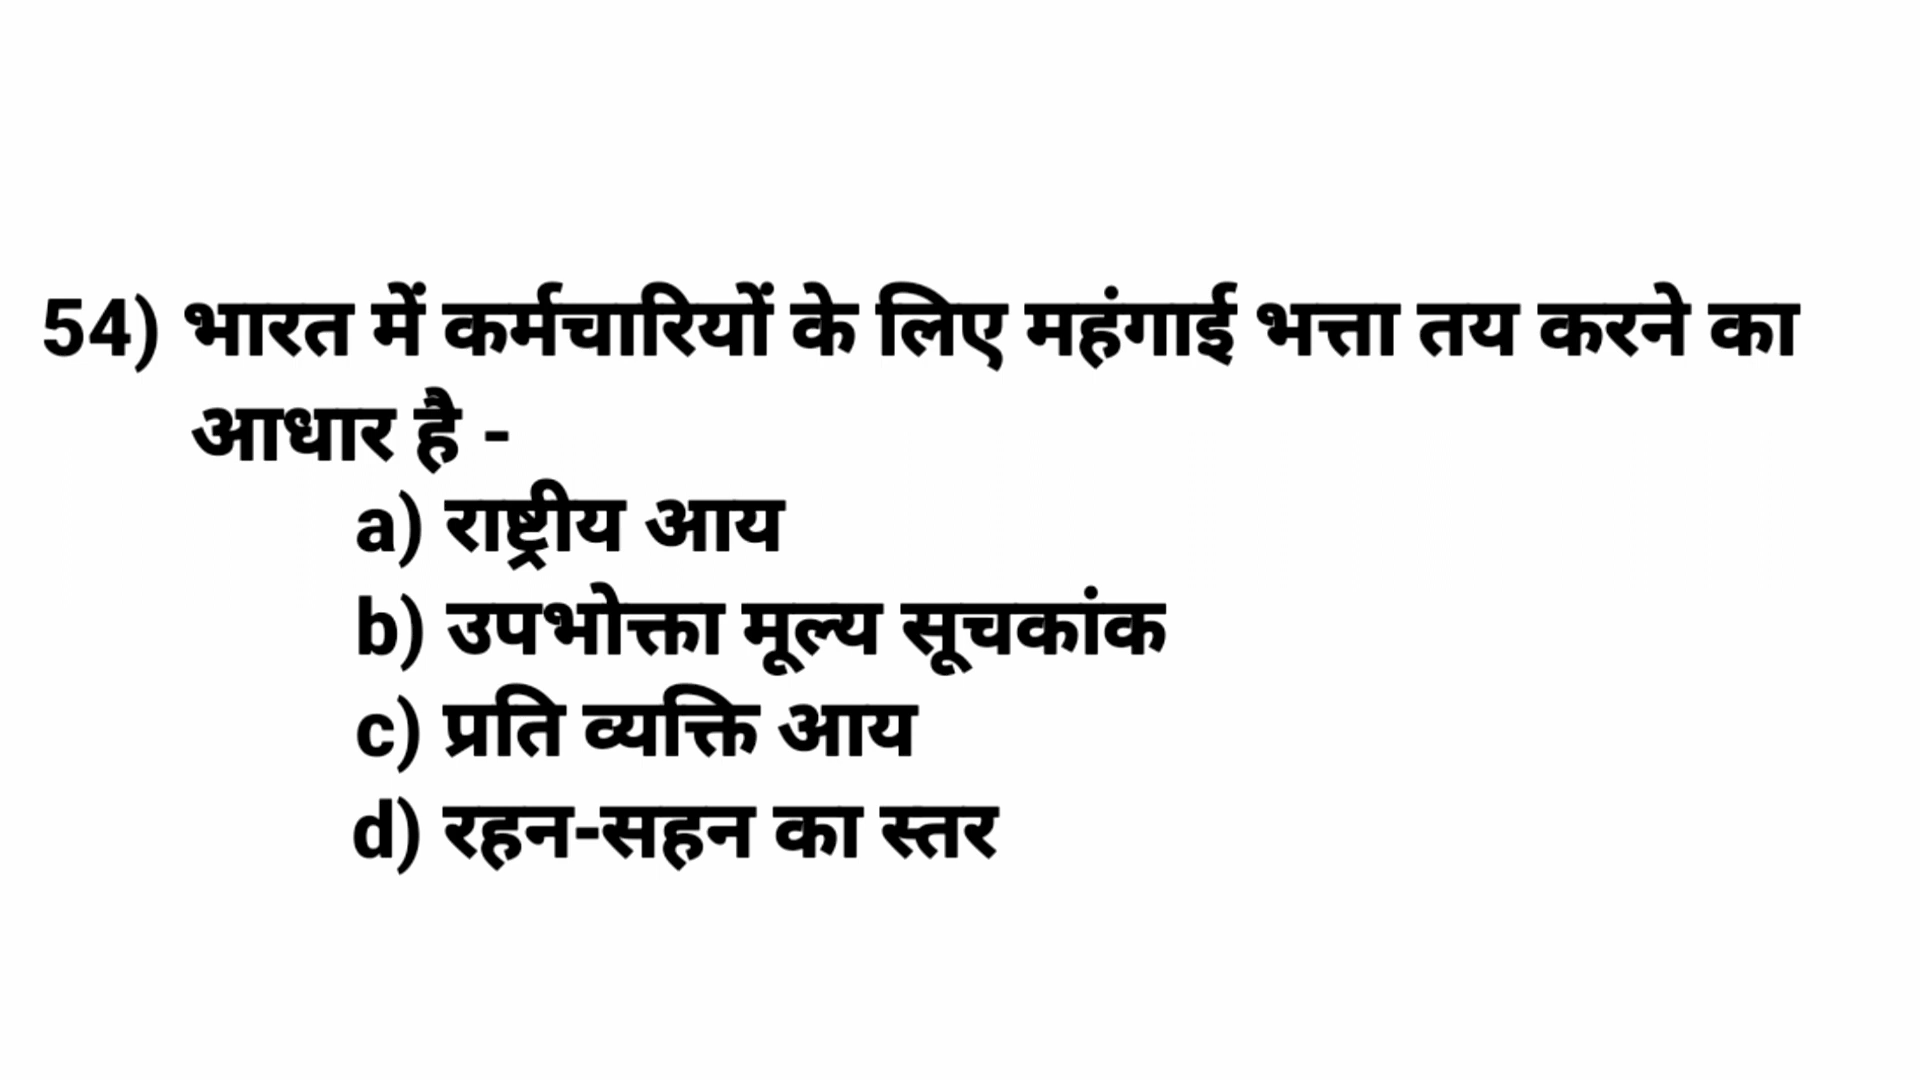 54) भारत में कर्मचारियों के लिए महंगाई भत्ता तय करने का
आधार है -
a) राष्ट्रीय आय
b) उपभोक्ता मूल्य सूचकांक
c) प्रति व्यक्ति आय
d) रहन-सहन का स्तर